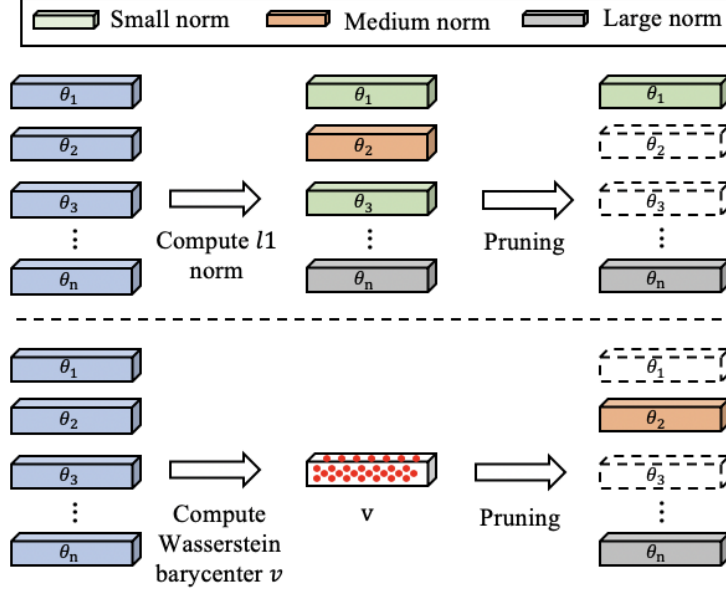 Small norm Medium norm Large norm
θ₁ θ₁ θ₁
θ₂ θ₂ θ₂
θ₃ θ₃ θ₃
Compute l1 Pruning
norm
θₙ θₙ θₙ
θ₁ θ₁
θ₂ θ₂
θ₃ θ₃
Compute v Pruning
Wasserstein
θₙ θₙ
barycenter v